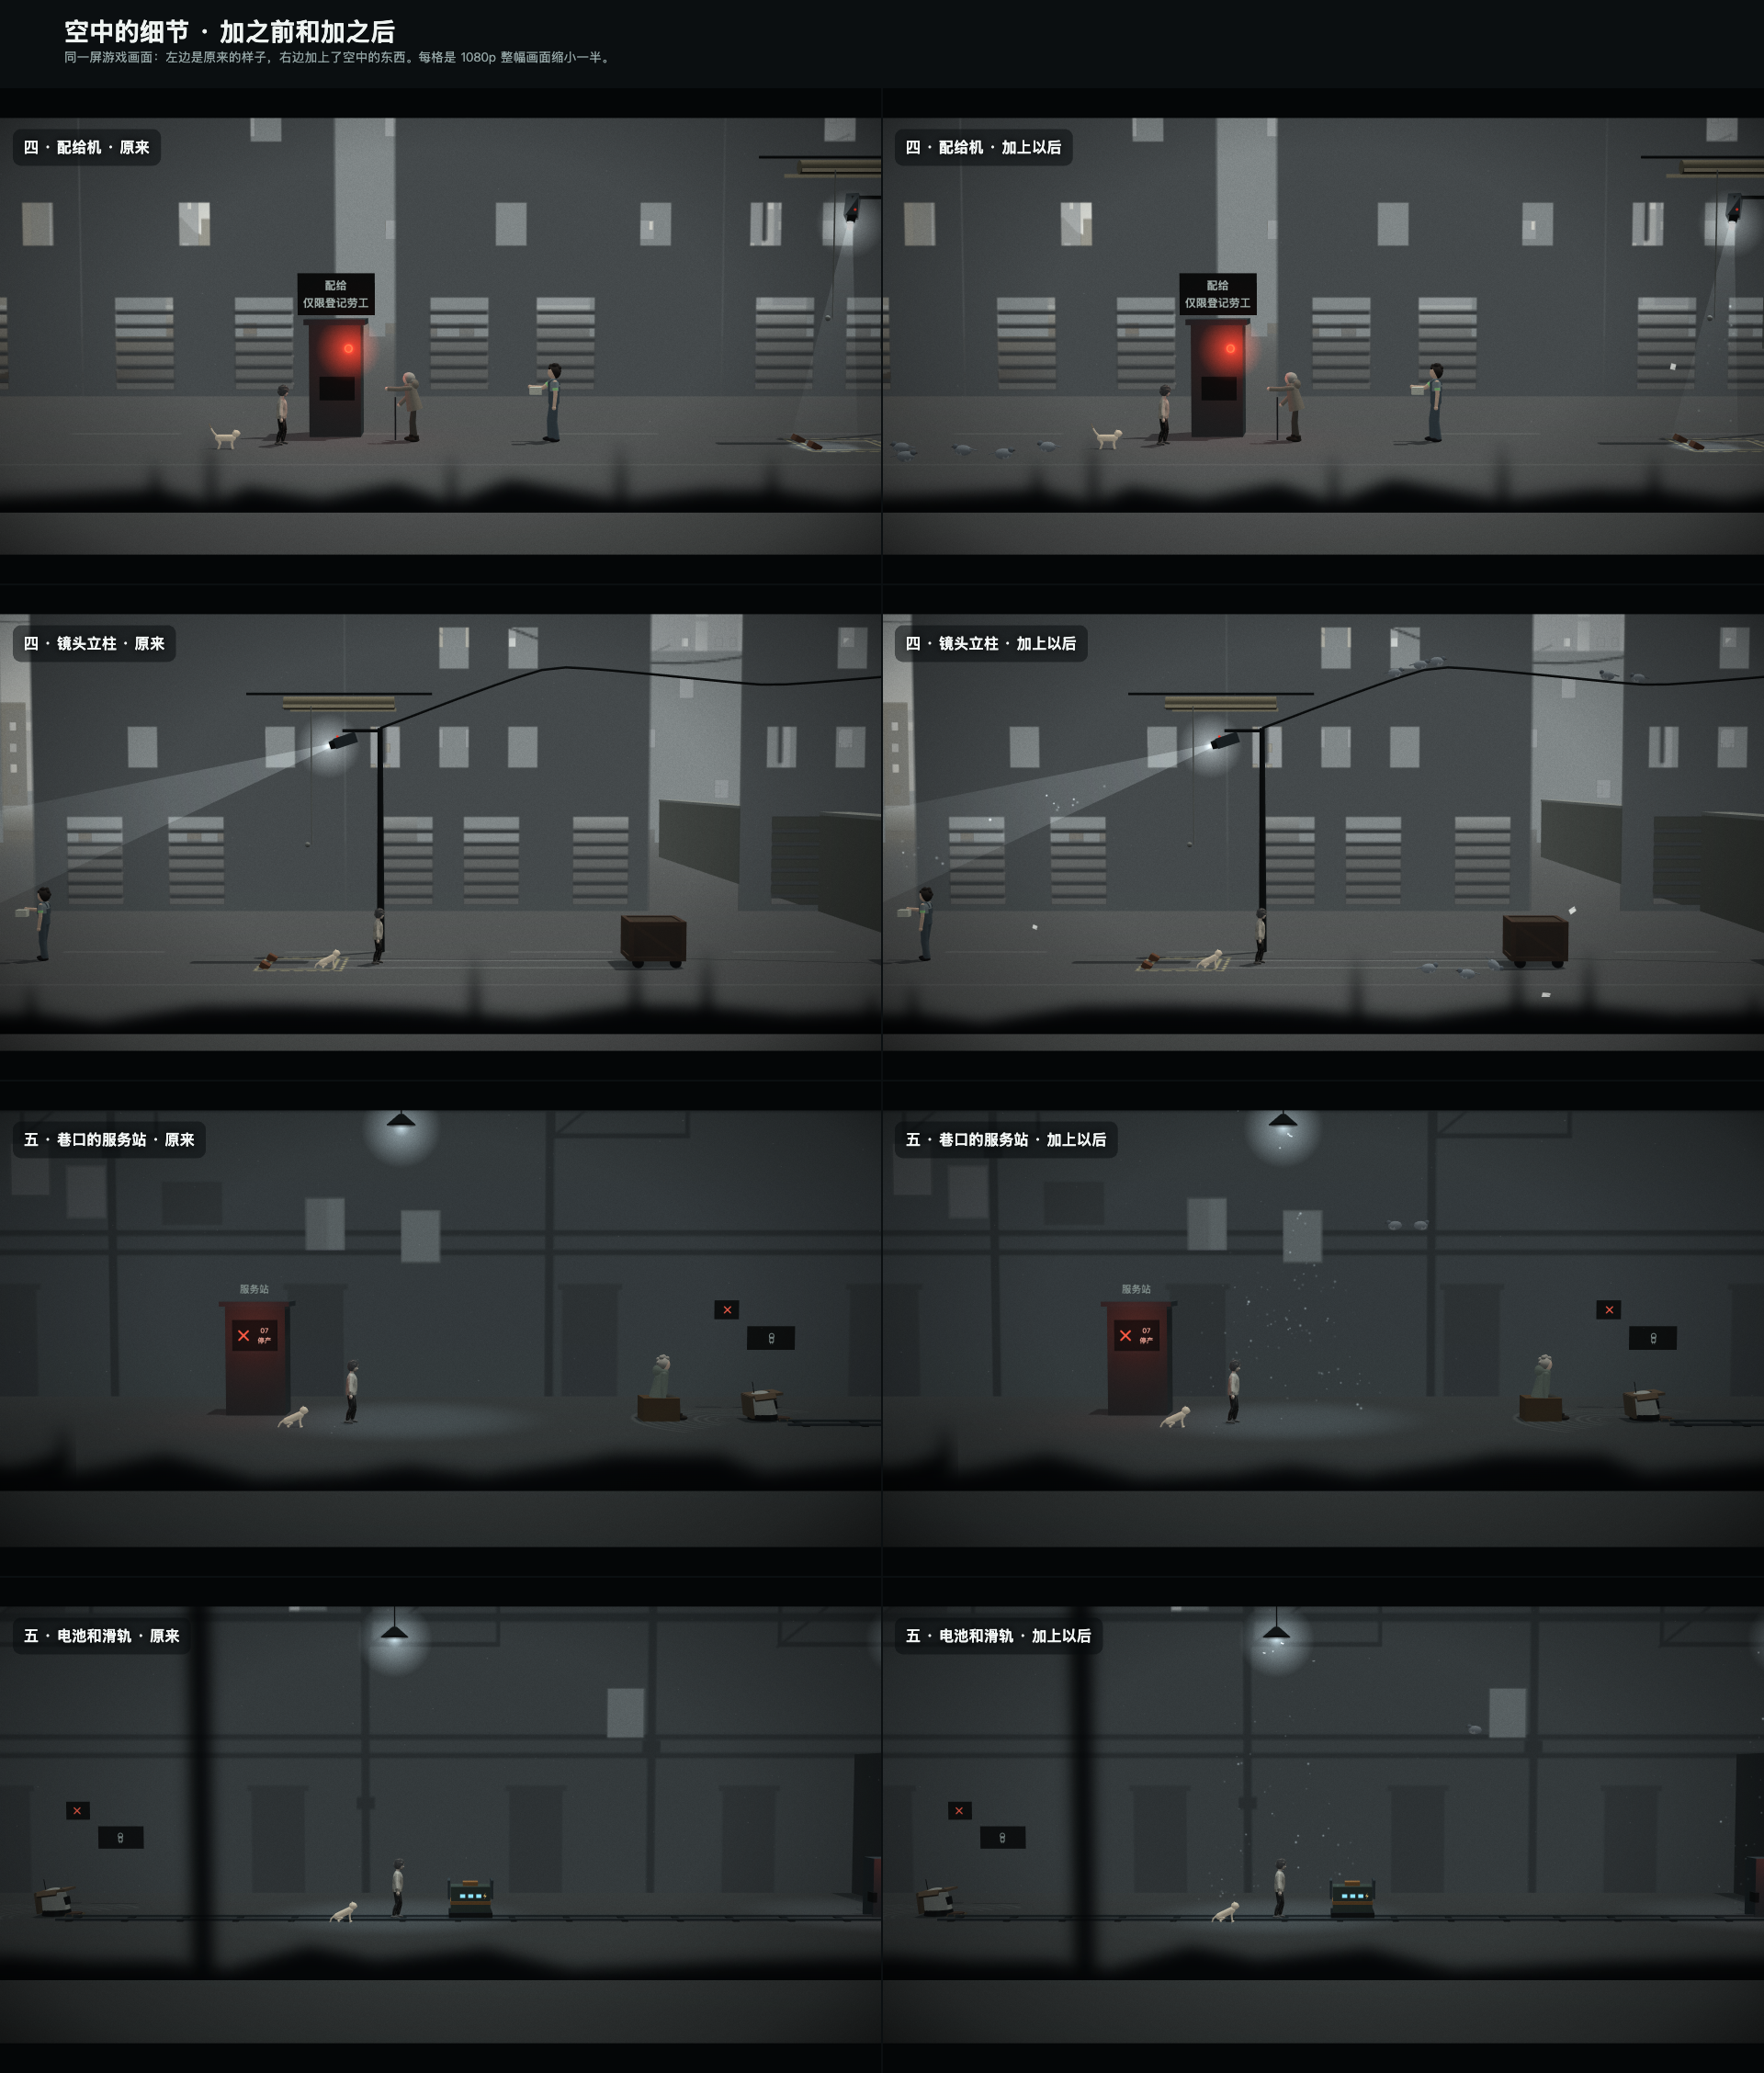 空中的细节 · 加之前和加之后
同一屏游戏画面：左边是原来的样子，右边加上了空中的东西。每格是 1080p 整幅画面缩小一半。
四 · 配给机 · 原来
四 · 配给机 · 加上以后
配给
仅限登记劳工
配给
仅限登记劳工
四 · 镜头立柱 · 原来
四 · 镜头立柱 · 加上以后
五 · 巷口的服务站 · 原来
五 · 巷口的服务站 · 加上以后
服务站
07
停产
服务站
07
停产
五 · 电池和滑轨 · 原来
五 · 电池和滑轨 · 加上以后